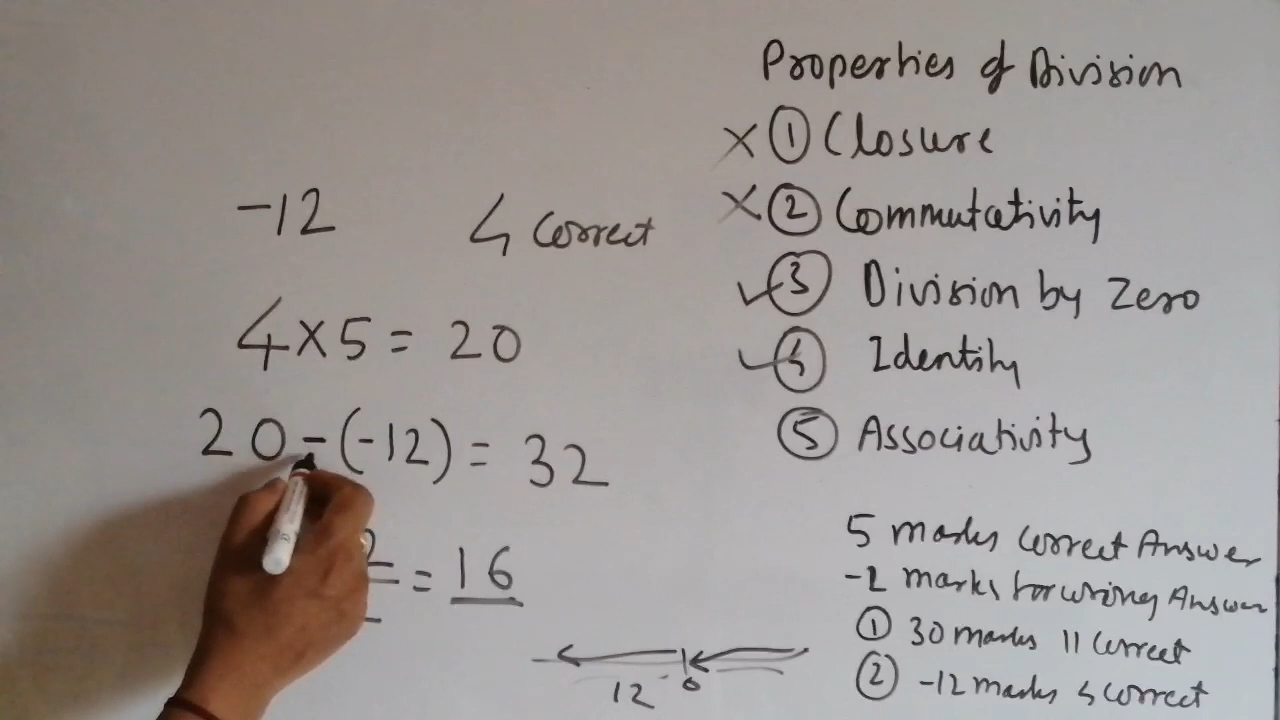 -12 4 Correct
4×5 = 20
20-(-12) = 32
2 = 16
12 0
Properties of Division
× ① Closure
× ② Commutativity
✓ ③ Division by Zero
✓ ④ Identity
⑤ Associativity
5 marks correct Answer
-2 marks for wrong Answer
① 30 marks 11 Correct
② -12 marks 4 correct